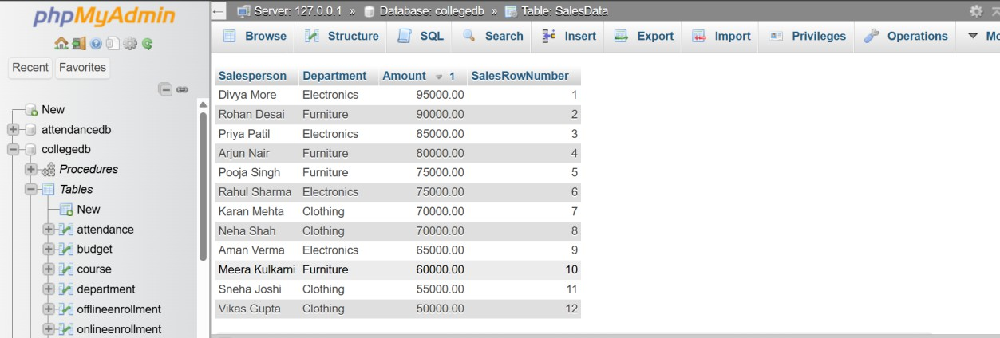 phpMyAdmin
Recent Favorites
New
attendancedb
collegedb
Procedures
Tables
New
attendance
budget
course
department
offlineenrollment
onlineenrollment
Server: 127.0.0.1 » Database: collegedb » Table: SalesData
Browse Structure SQL Search Insert Export Import Privileges Operations
Salesperson Department Amount 1 SalesRowNumber
Divya More Electronics 95000.00 1
Rohan Desai Furniture 90000.00 2
Priya Patil Electronics 85000.00 3
Arjun Nair Furniture 80000.00 4
Pooja Singh Furniture 75000.00 5
Rahul Sharma Electronics 75000.00 6
Karan Mehta Clothing 70000.00 7
Neha Shah Clothing 70000.00 8
Aman Verma Electronics 65000.00 9
Meera Kulkarni Furniture 60000.00 10
Sneha Joshi Clothing 55000.00 11
Vikas Gupta Clothing 50000.00 12